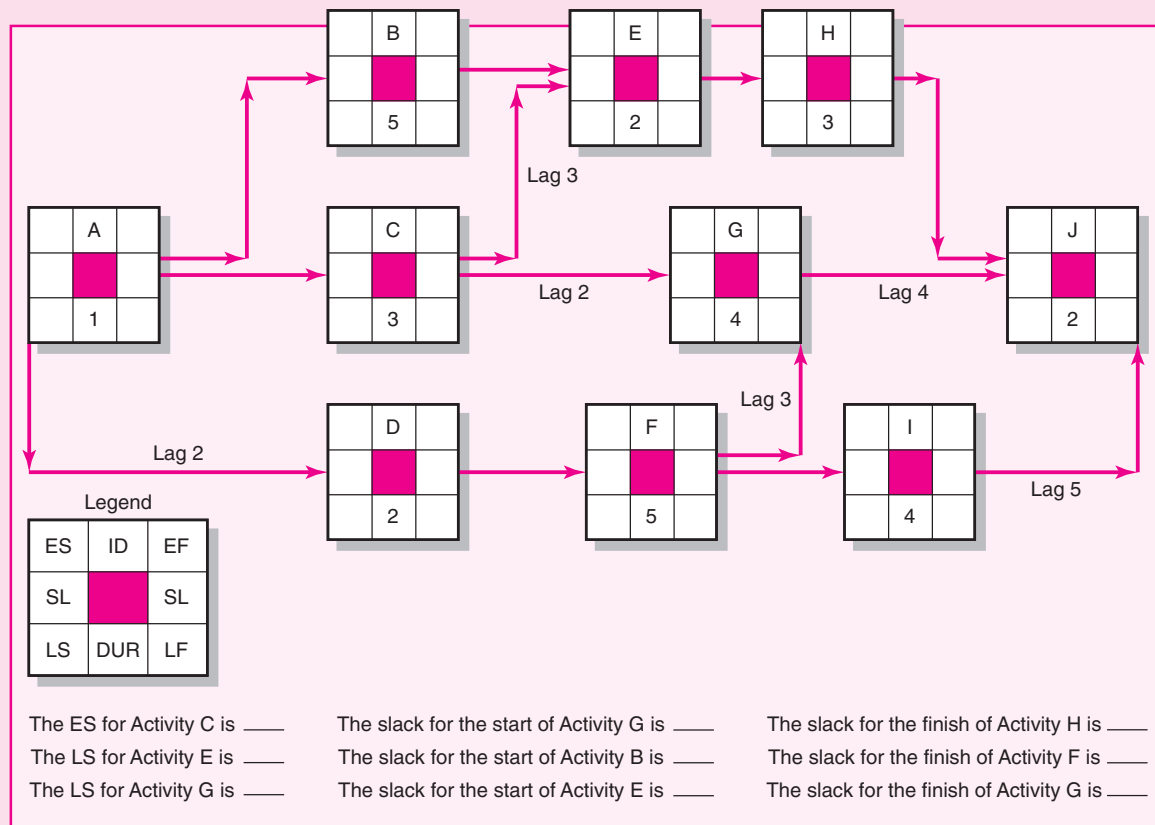 B
E
H
5
2
3
Lag 3
A
C
G
J
Lag 2
Lag 4
1
3
4
2
Lag 3
D
F
I
Lag 2
Lag 5
2
5
4
Legend
ES ID EF
SL SL
LS DUR LF
The ES for Activity C is ____
The LS for Activity E is ____
The LS for Activity G is ____
The slack for the start of Activity G is ____
The slack for the start of Activity B is ____
The slack for the start of Activity E is ____
The slack for the finish of Activity H is ____
The slack for the finish of Activity F is ____
The slack for the finish of Activity G is ____